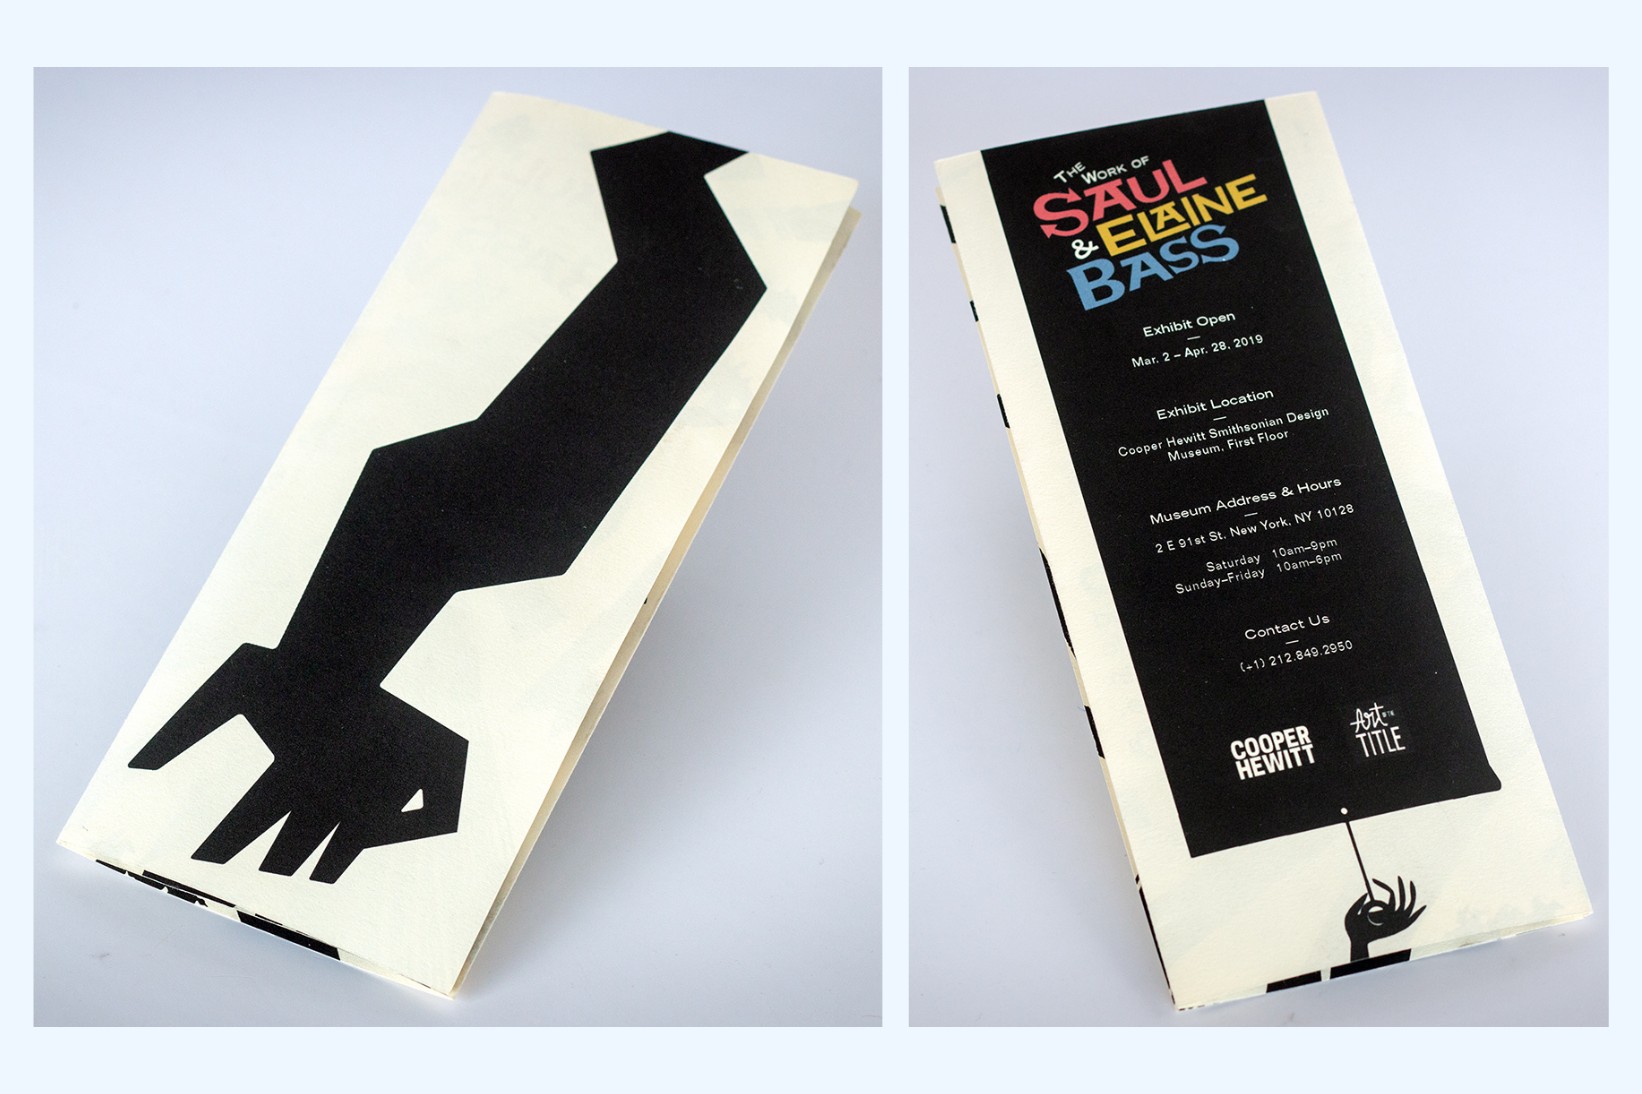 THE WORK OF
SAUL
& ELAINE
BASS
Exhibit Open
Mar. 2 – Apr. 28, 2019
Exhibit Location
Cooper Hewitt Smithsonian Design
Museum, First Floor
Museum Address & Hours
2 E 91st St. New York, NY 10128
Saturday 10am–9pm
Sunday–Friday 10am–6pm
Contact Us
(+1) 212.849.2950
COOPER
HEWITT
Art OF THE
TITLE